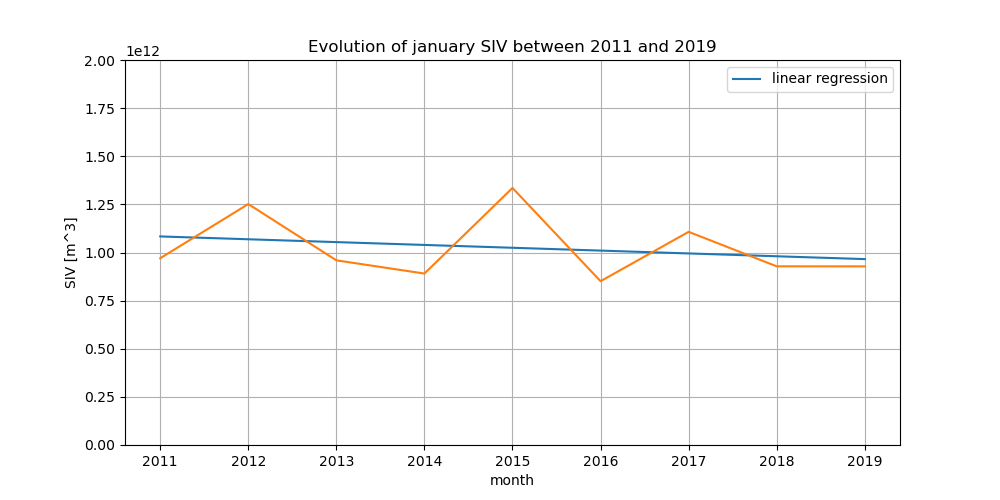 Evolution of january SIV between 2011 and 2019
1e12
linear regression
2.00
1.75
1.50
1.25
1.00
0.75
0.50
0.25
0.00
SIV [m^3]
2011 2012 2013 2014 2015 2016 2017 2018 2019
month